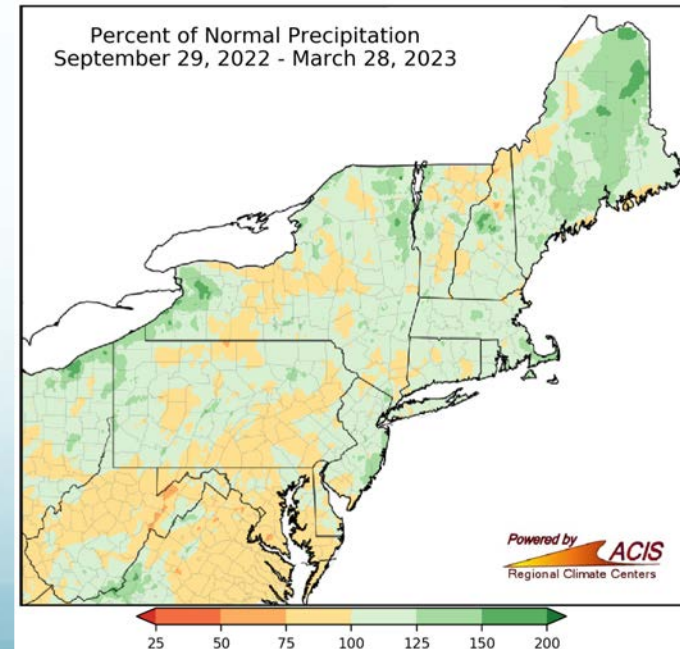 Percent of Normal Precipitation
September 29, 2022 - March 28, 2023
Powered by
ACIS
Regional Climate Centers
25 50 75 100 125 150 200